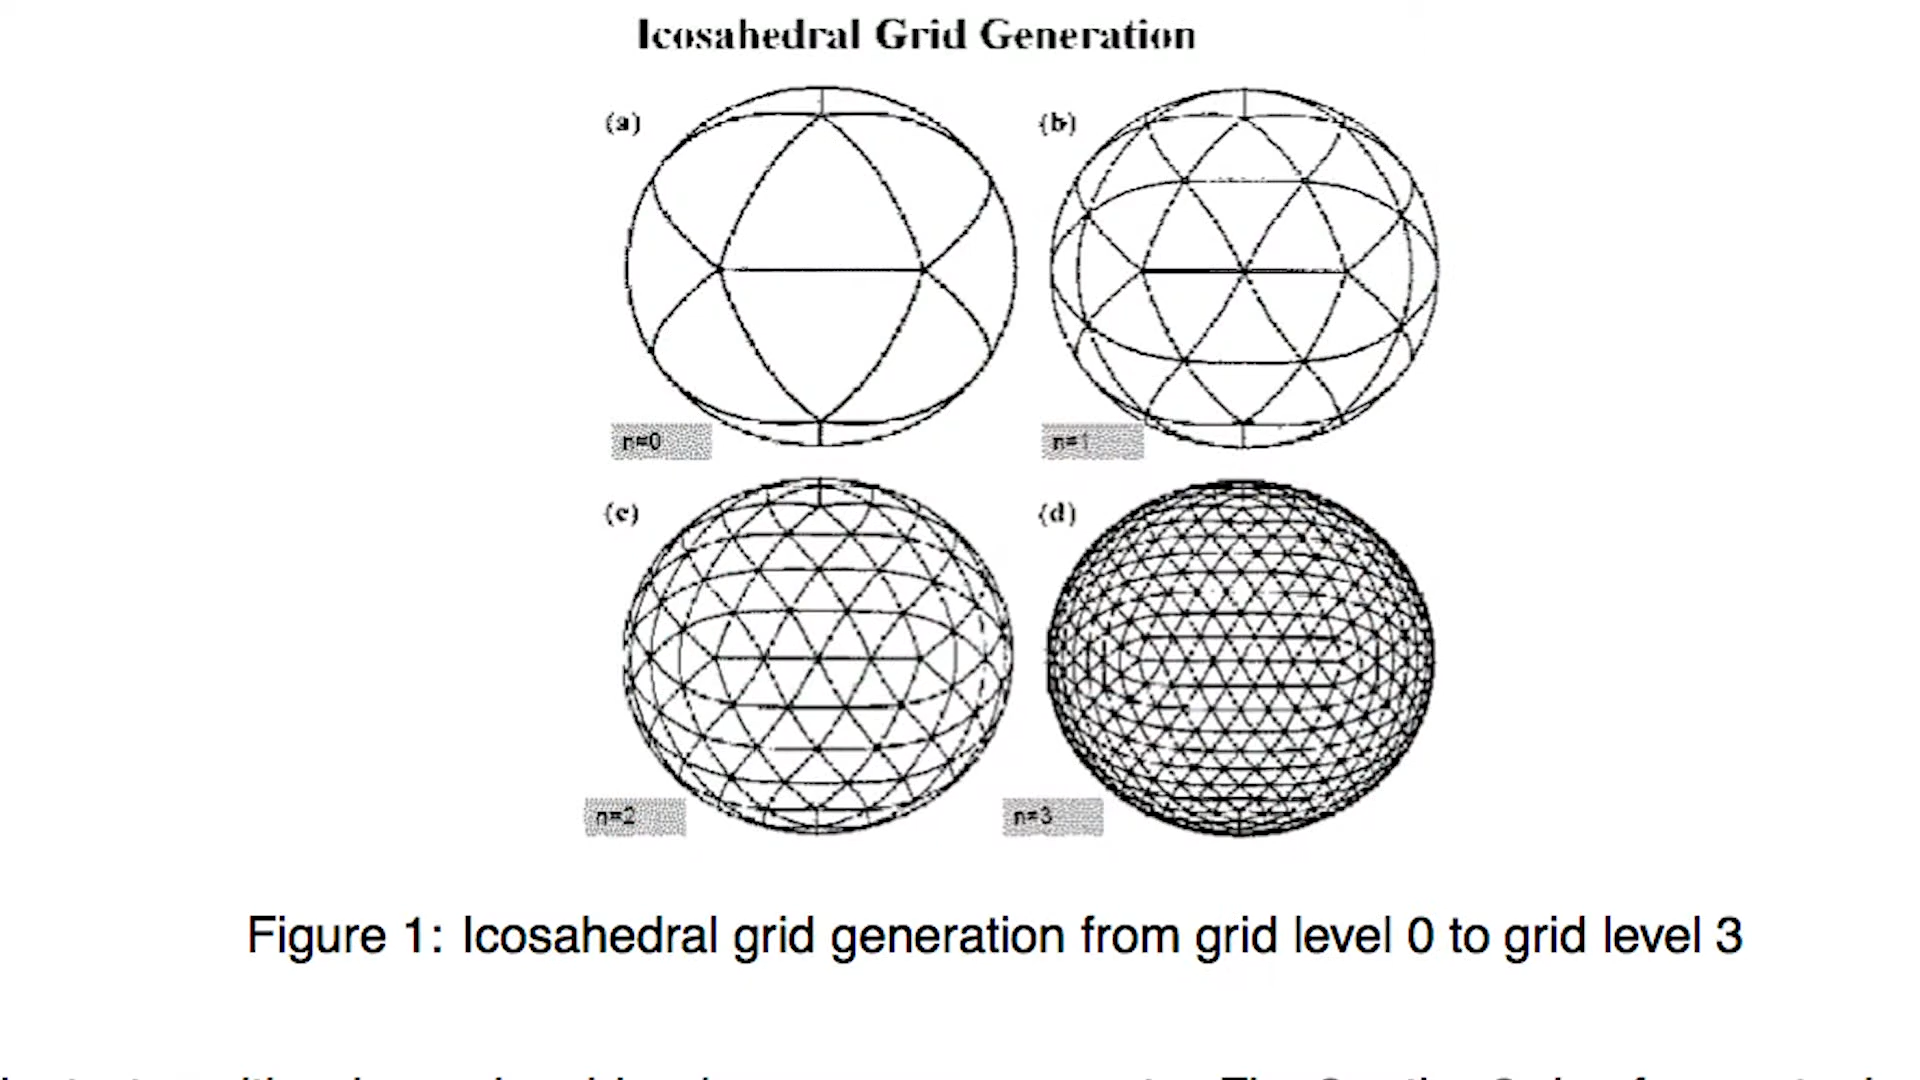 Icosahedral Grid Generation
(a)
(b)
n=0
n=1
(c)
(d)
n=2
n=3
Figure 1: Icosahedral grid generation from grid level 0 to grid level 3